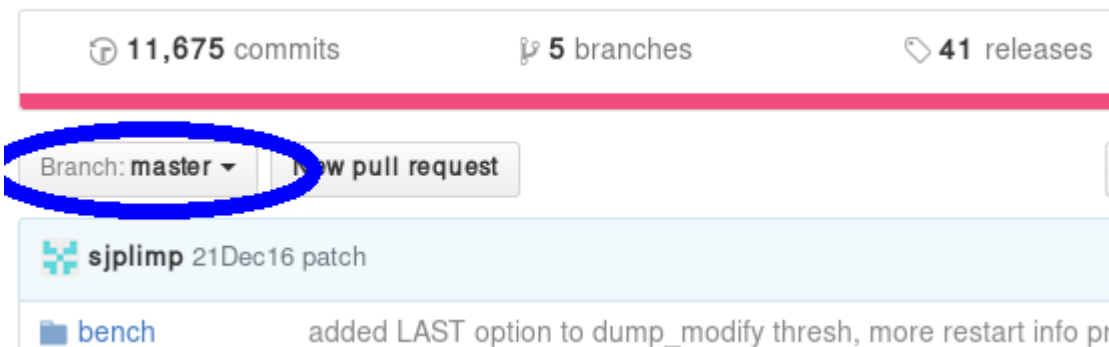 11,675 commits 5 branches 41 releases
Branch: master New pull request
sjplimp 21Dec16 patch
bench added LAST option to dump_modify thresh, more restart info